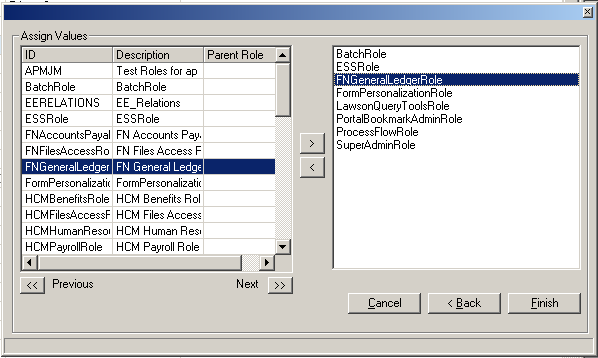 Assign Values
ID Description Parent Role
APMJM Test Roles for ap
BatchRole BatchRole
EERELATIONS EE_Relations
ESSRole ESSRole
FNAccountsPayal FN Accounts Pay
FNFilesAccessRo FN Files Access F
FNGeneralLedger FN General Ledge
FormPersonalizatio FormPersonalizatio
HCMBenefitsRole HCM Benefits Rol
HCMFilesAccessF HCM Files Access
HCMHumanResou HCM Human Reso
HCMPayrollRole HCM Payroll Role
<< Previous Next >>
>
<
BatchRole
ESSRole
FNGeneralLedgerRole
FormPersonalizationRole
LawsonQueryToolsRole
PortalBookmarkAdminRole
ProcessFlowRole
SuperAdminRole
Cancel < Back Finish